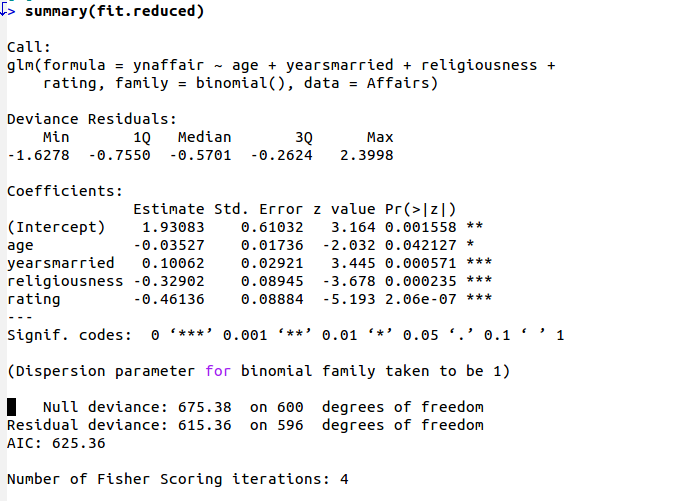 > summary(fit.reduced)
Call:
glm(formula = ynaffair ~ age + yearsmarried + religiousness +
    rating, family = binomial(), data = Affairs)
Deviance Residuals:
    Min       1Q   Median       3Q      Max
-1.6278  -0.7550  -0.5701  -0.2624   2.3998
Coefficients:
              Estimate Std. Error z value Pr(>|z|)
(Intercept)    1.93083    0.61032   3.164 0.001558 **
age           -0.03527    0.01736  -2.032 0.042127 *
yearsmarried   0.10062    0.02921   3.445 0.000571 ***
religiousness -0.32902    0.08945  -3.678 0.000235 ***
rating        -0.46136    0.08884  -5.193 2.06e-07 ***
---
Signif. codes:  0 ‘***’ 0.001 ‘**’ 0.01 ‘*’ 0.05 ‘.’ 0.1 ‘ ’ 1
(Dispersion parameter for binomial family taken to be 1)
    Null deviance: 675.38  on 600  degrees of freedom
Residual deviance: 615.36  on 596  degrees of freedom
AIC: 625.36
Number of Fisher Scoring iterations: 4